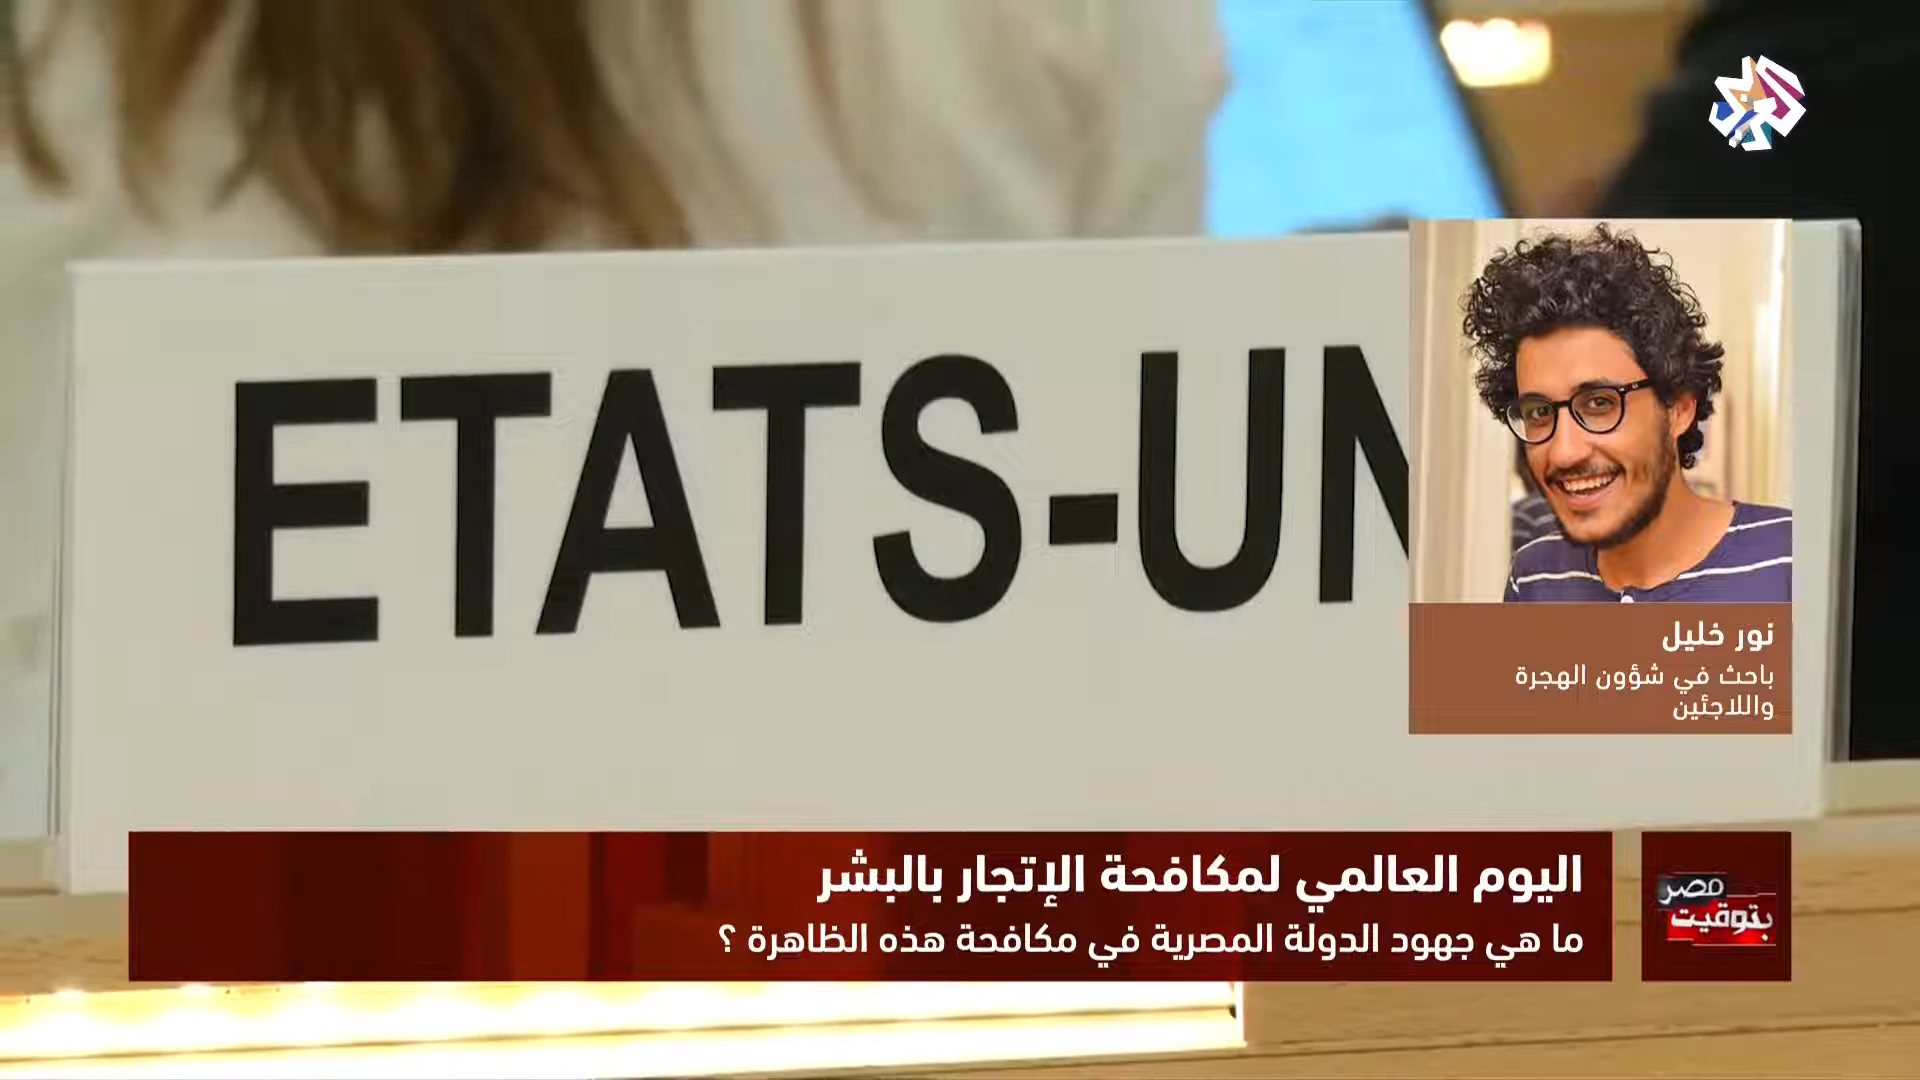 ETATS-UN
نور خليل
باحث في شؤون الهجرة
واللاجئين
اليوم العالمي لمكافحة الإتجار بالبشر
ما هي جهود الدولة المصرية في مكافحة هذه الظاهرة ؟
مصر
بتوقيت